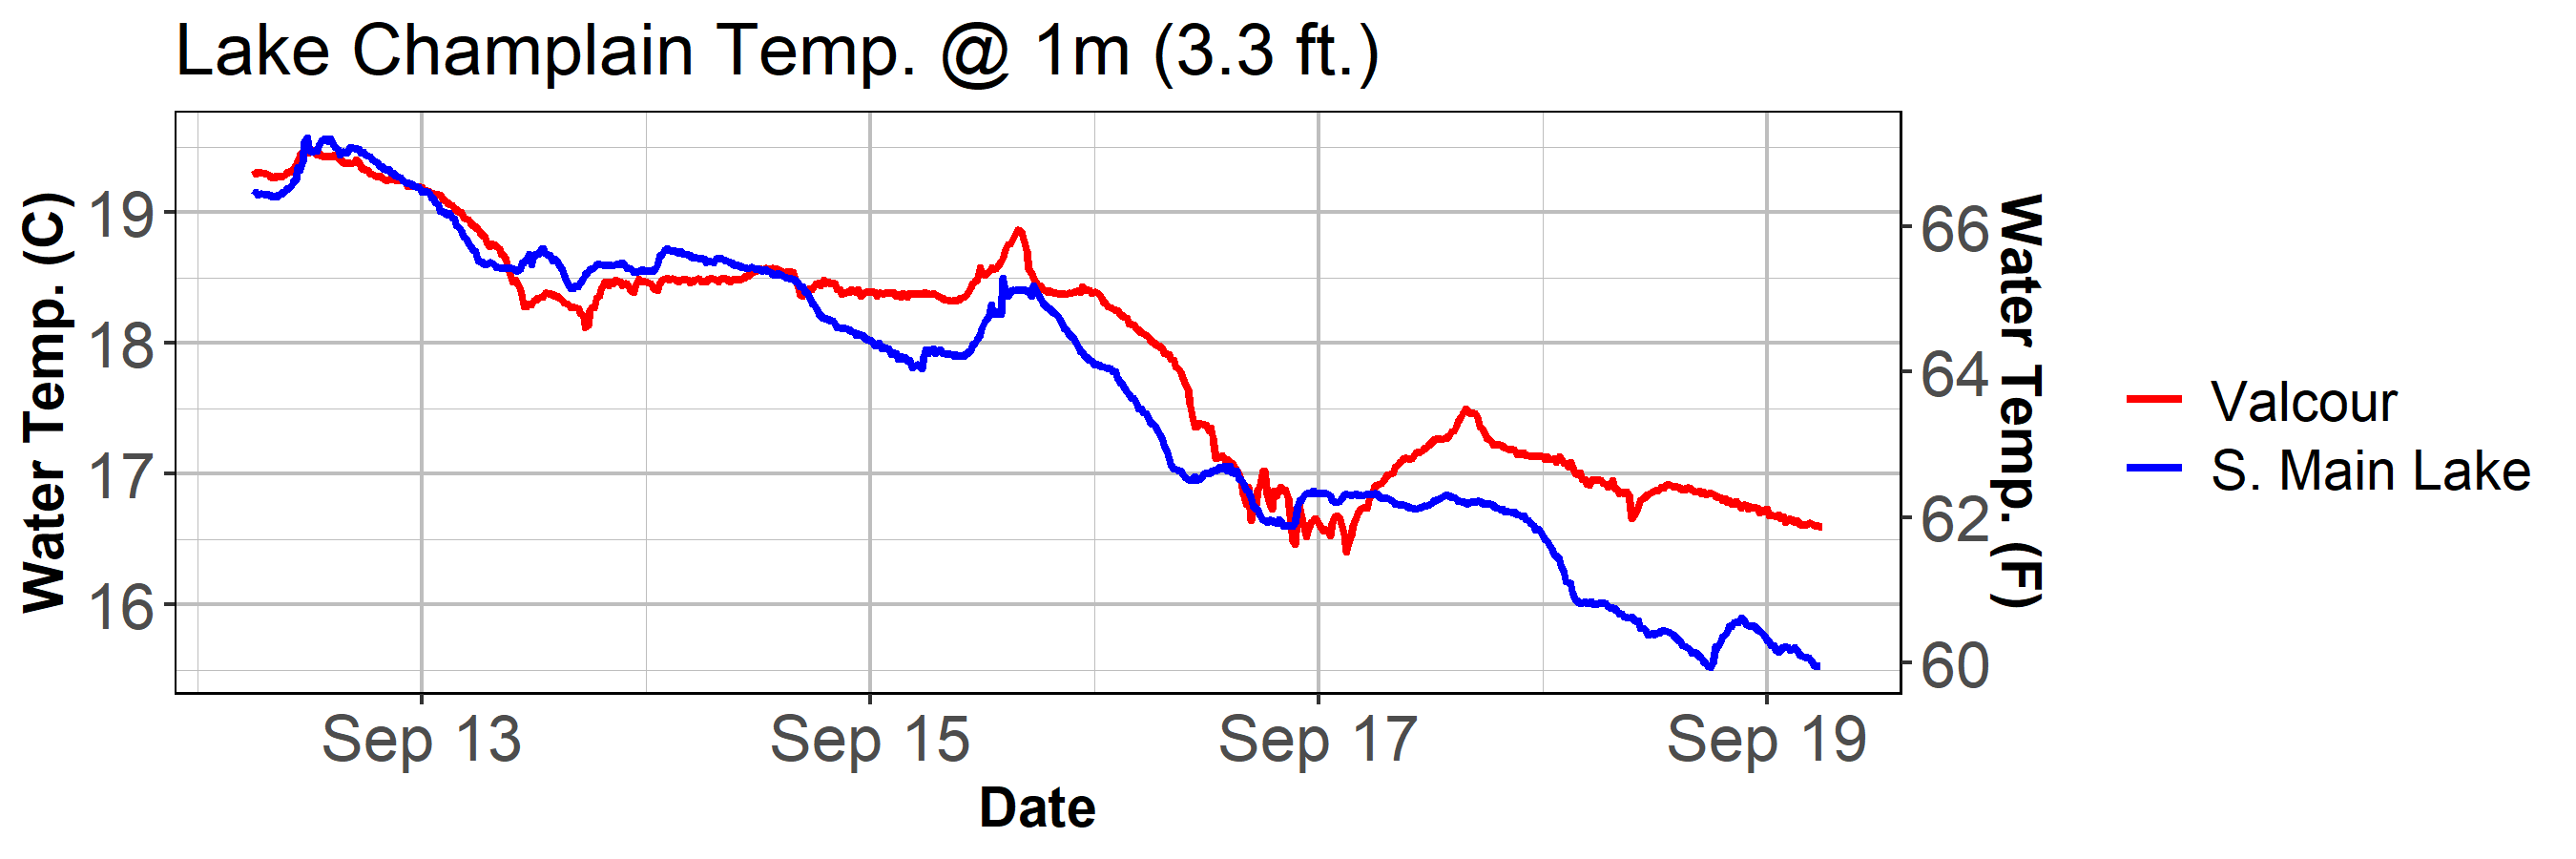 Lake Champlain Temp. @ 1m (3.3 ft.)
Water Temp. (C)
19
18
17
16
66
64
62
60
Water Temp. (F)
Valcour
S. Main Lake
Sep 13
Sep 15
Sep 17
Sep 19
Date